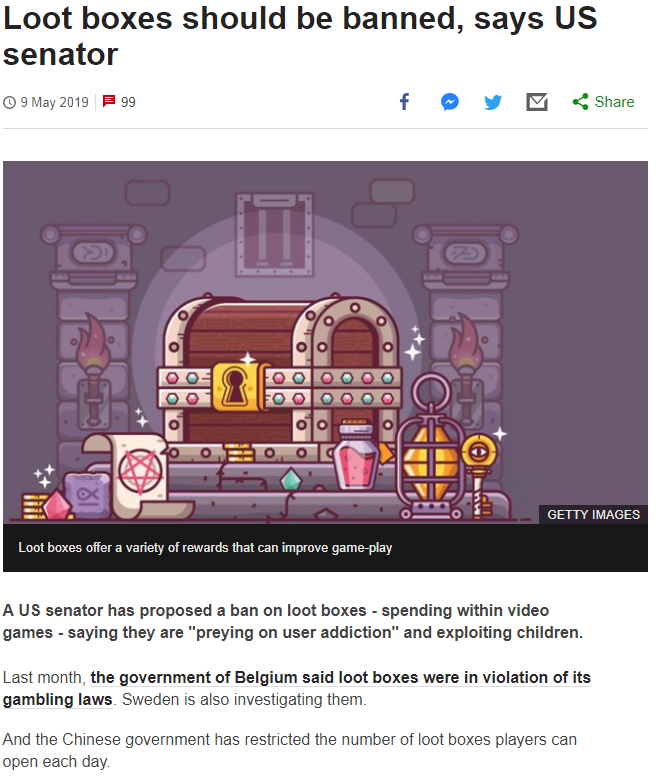 Loot boxes should be banned, says US
senator
9 May 2019 99 Share
GETTY IMAGES
Loot boxes offer a variety of rewards that can improve game-play
A US senator has proposed a ban on loot boxes - spending within video
games - saying they are "preying on user addiction" and exploiting children.
Last month, the government of Belgium said loot boxes were in violation of its
gambling laws. Sweden is also investigating them.
And the Chinese government has restricted the number of loot boxes players can
open each day.